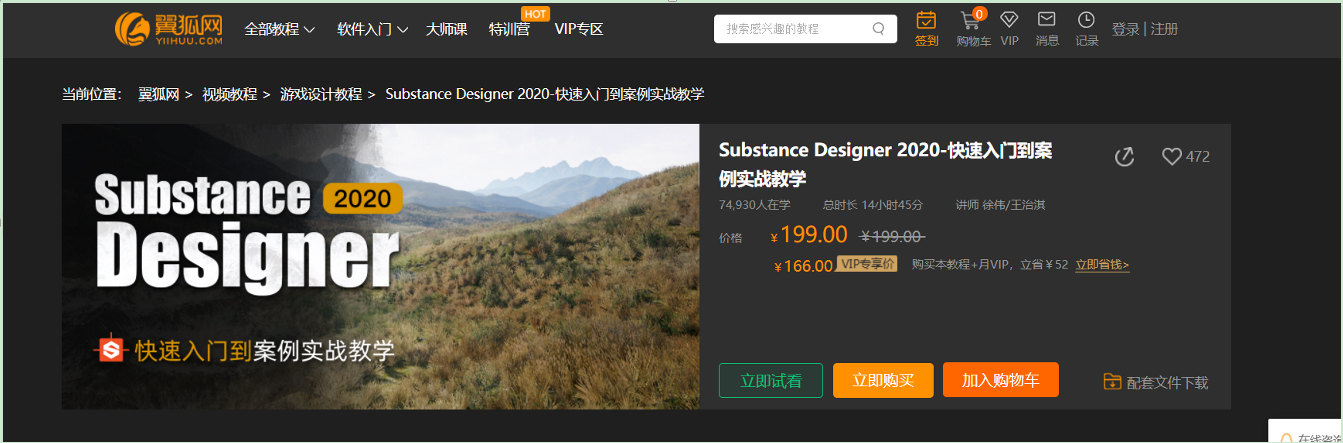 翼狐网
YIIHUU.COM
全部教程 软件入门 大师课 特训营 HOT VIP专区
搜索感兴趣的教程
签到 购物车 0 VIP 消息 记录 登录 | 注册
当前位置： 翼狐网 > 视频教程 > 游戏设计教程 > Substance Designer 2020-快速入门到案例实战教学
Substance 2020
Designer
快速入门到案例实战教学
Substance Designer 2020-快速入门到案
例实战教学
472
74,930人在学 总时长 14小时45分 讲师 徐伟/王治淇
价格 ¥ 199.00 ¥ 199.00
¥ 166.00 VIP专享价 购买本教程+月VIP，立省 ¥ 52 立即省钱>
立即试看 立即购买 加入购物车 配套文件下载
在线咨询